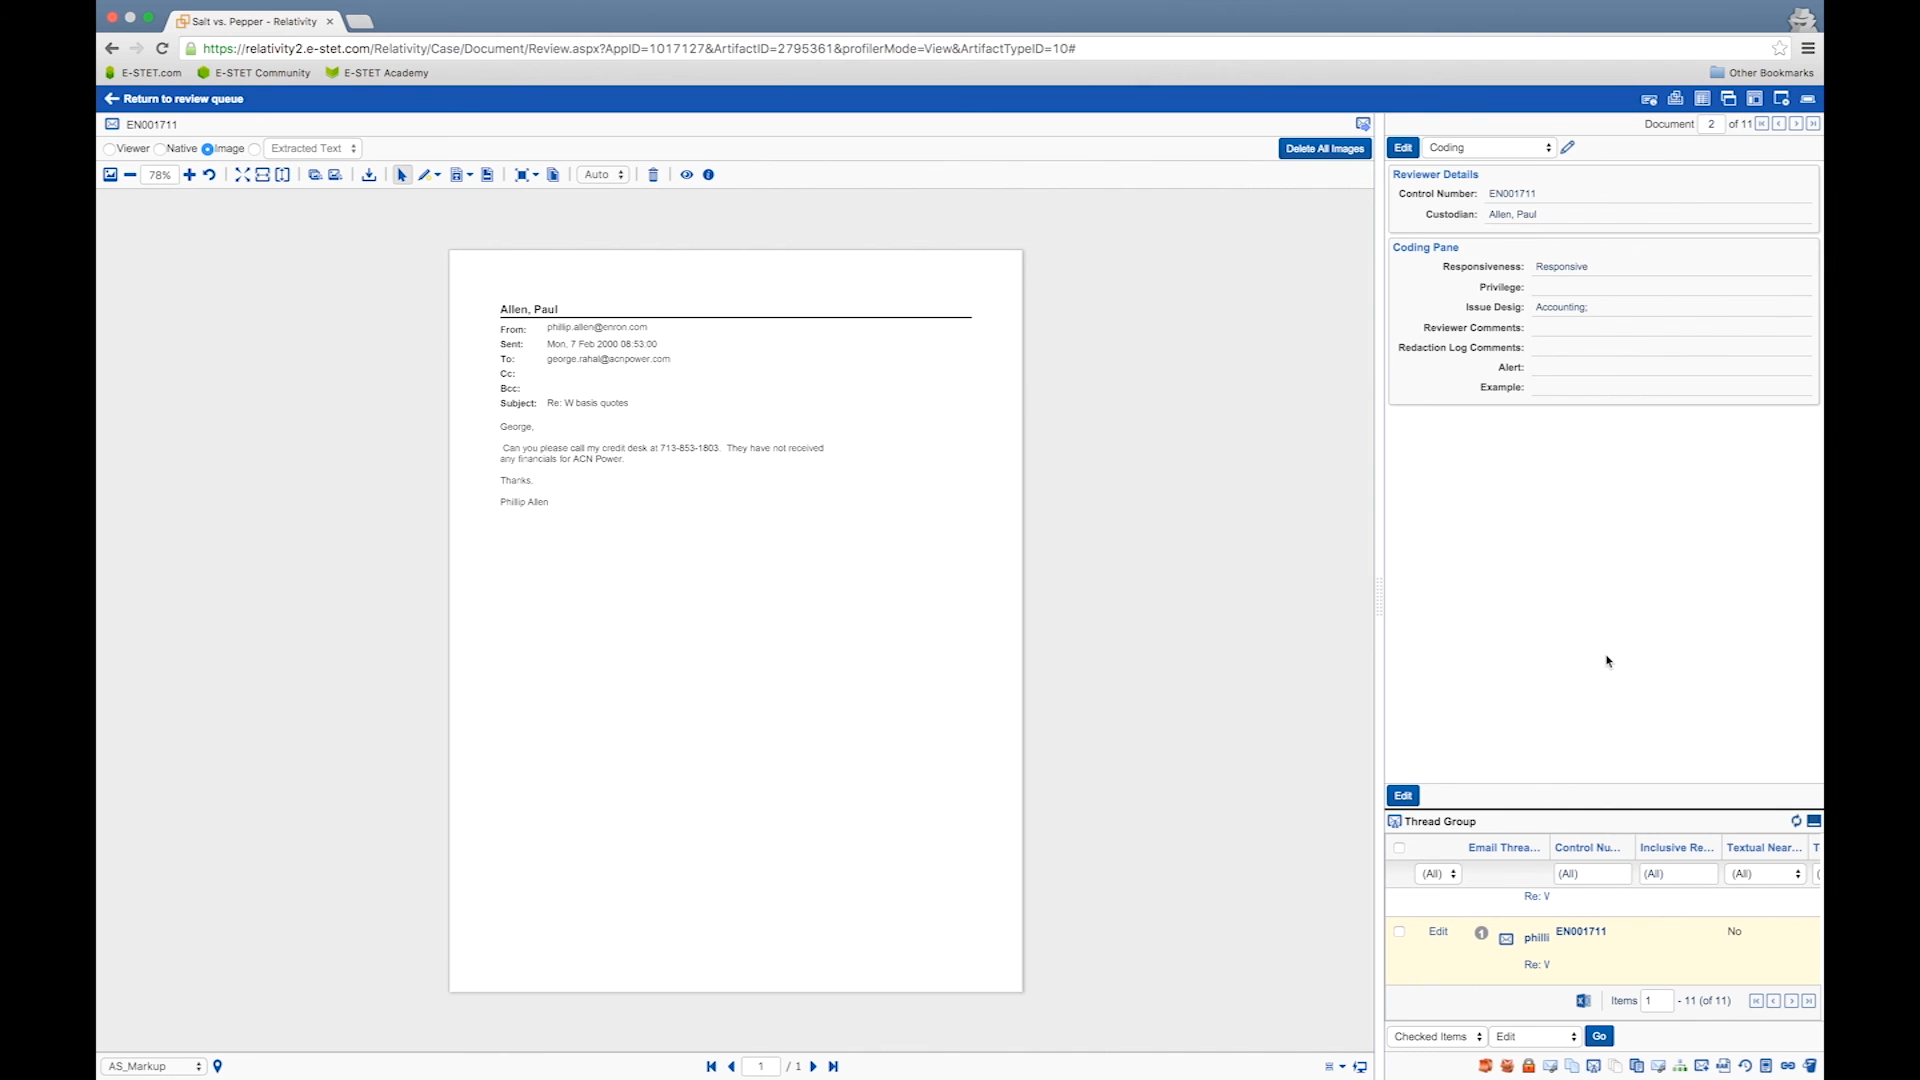 Salt vs. Pepper - Relativity
https://relativity2.e-stet.com/Relativity/Case/Document/Review.aspx?AppID=1017127&ArtifactID=2795361&profilerMode=View&ArtifactTypeID=10#
E-STET.com E-STET Community E-STET Academy Other Bookmarks
Return to review queue
EN001711
Document 2 of 11
Viewer Native Image Extracted Text
Delete All Images
Edit Coding
78%
Auto
Reviewer Details
Control Number: EN001711
Custodian: Allen, Paul
Coding Pane
Responsiveness: Responsive
Privilege:
Issue Desig: Accounting;
Reviewer Comments:
Redaction Log Comments:
Alert:
Example:
Allen, Paul
From: phillip.allen@enron.com
Sent: Mon, 7 Feb 2000 08:53:00
To: george.rahal@acnpower.com
Cc:
Bcc:
Subject: Re: W basis quotes
George,
Can you please call my credit desk at 713-853-1803. They have not received
any financials for ACN Power.
Thanks,
Phillip Allen
Edit
Thread Group
Email Threa... Control Nu... Inclusive Re... Textual Near... T
(All) (All) (All) (All) (
Re: V
Edit 1 philli EN001711 No
Re: V
Items 1 - 11 (of 11)
Checked Items Edit Go
AS_Markup
1 / 1